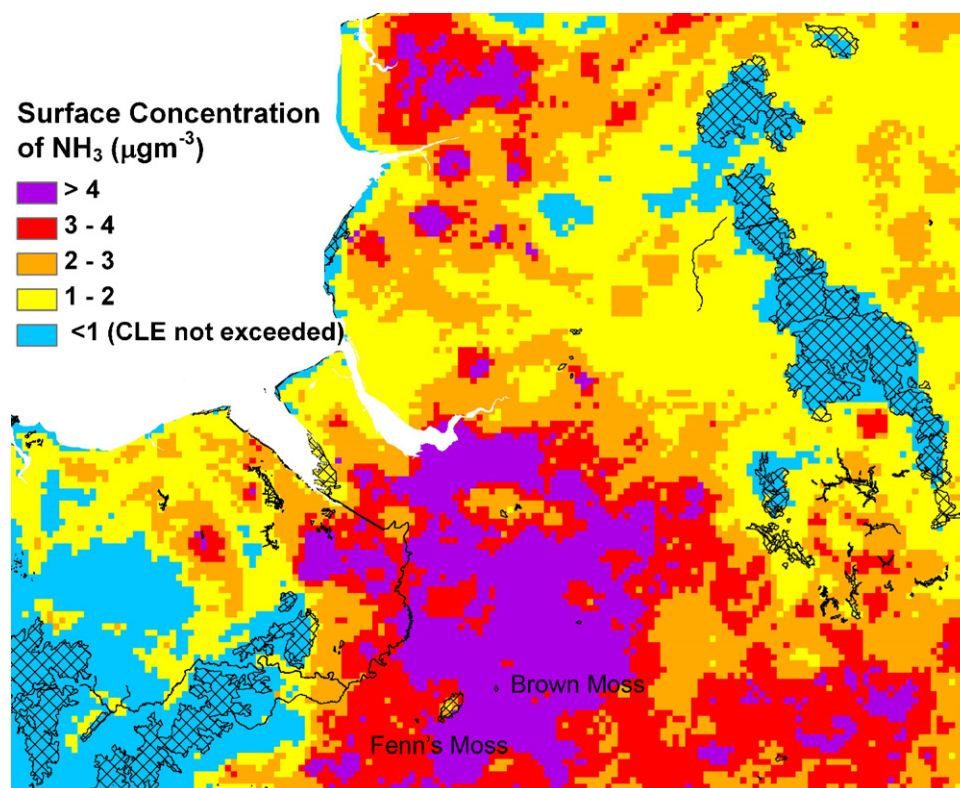 Surface Concentration
of NH₃ (µgm⁻³)
> 4
3 - 4
2 - 3
1 - 2
<1 (CLE not exceeded)
Brown Moss
Fenn's Moss